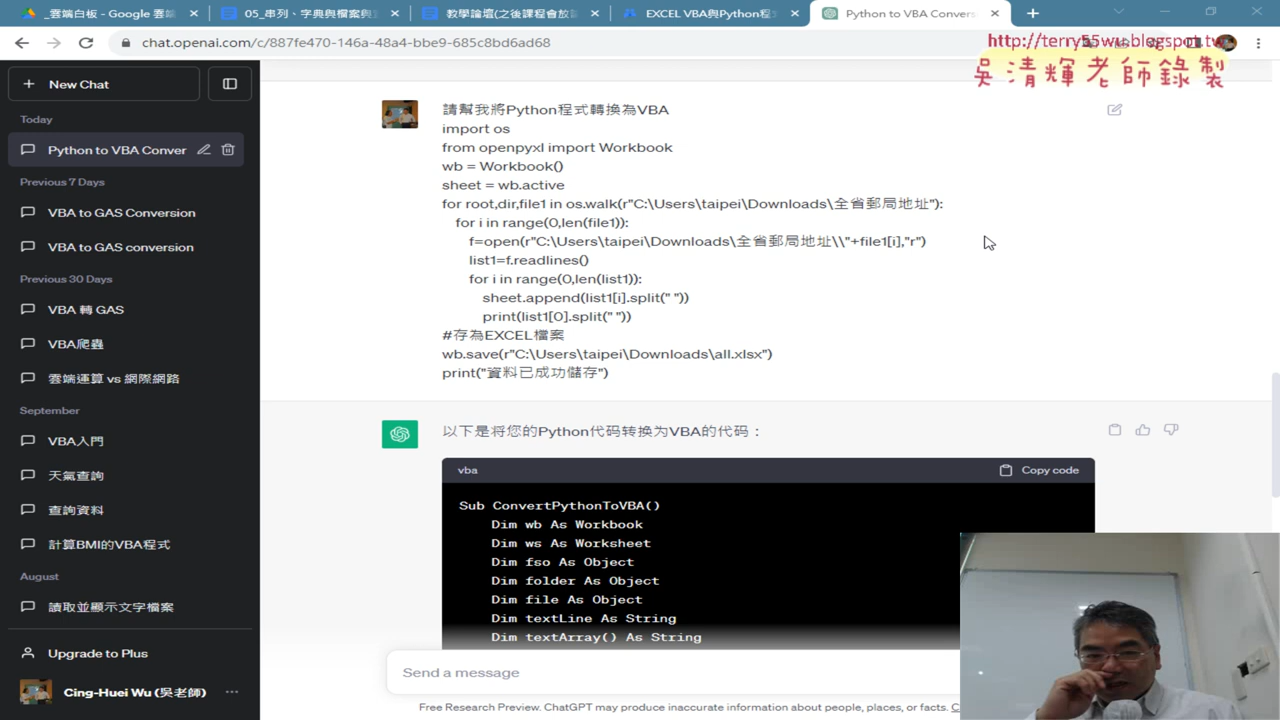 _雲端白板 - Google 雲端
05_串列、字典與檔案與
教學論壇(之後課程會放
EXCEL VBA與Python程
Python to VBA Convers
chat.openai.com/c/887fe470-146a-48a4-bbe9-685c8bd6ad68
http://terry55wu.blogspot.tw
吳清輝老師錄製
New Chat
Today
Python to VBA Conver
Previous 7 Days
VBA to GAS Conversion
VBA to GAS conversion
Previous 30 Days
VBA 轉 GAS
VBA爬蟲
雲端運算 vs 網際網路
September
VBA入門
天氣查詢
查詢資料
計算BMI的VBA程式
August
讀取並顯示文字檔案
Upgrade to Plus
Cing-Huei Wu (吳老師)
請幫我將Python程式轉換為VBA
import os
from openpyxl import Workbook
wb = Workbook()
sheet = wb.active
for root,dir,file1 in os.walk(r"C:\Users\taipei\Downloads\全省郵局地址"):
for i in range(0,len(file1)):
f=open(r"C:\Users\taipei\Downloads\全省郵局地址\\"+file1[i],"r")
list1=f.readlines()
for i in range(0,len(list1)):
sheet.append(list1[i].split(" "))
print(list1[0].split(" "))
#存為EXCEL檔案
wb.save(r"C:\Users\taipei\Downloads\all.xlsx")
print("資料已成功儲存")
以下是将您的Python代码转换为VBA的代码：
vba
Copy code
Sub ConvertPythonToVBA()
Dim wb As Workbook
Dim ws As Worksheet
Dim fso As Object
Dim folder As Object
Dim file As Object
Dim textLine As String
Dim textArray() As String
Send a message
Free Research Preview. ChatGPT may produce inaccurate information about people, places, or facts. C